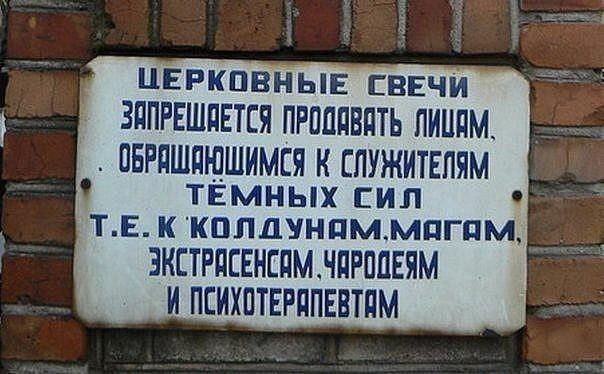 ЦЕРКОВНЫЕ СВЕЧИ
ЗАПРЕЩАЕТСЯ ПРОДАВАТЬ ЛИЦАМ,
ОБРАЩАЮЩИМСЯ К СЛУЖИТЕЛЯМ
ТЁМНЫХ СИЛ
Т.Е. К КОЛДУНАМ, МАГАМ,
ЭКСТРАСЕНСАМ, ЧАРОДЕЯМ
И ПСИХОТЕРАПЕВТАМ